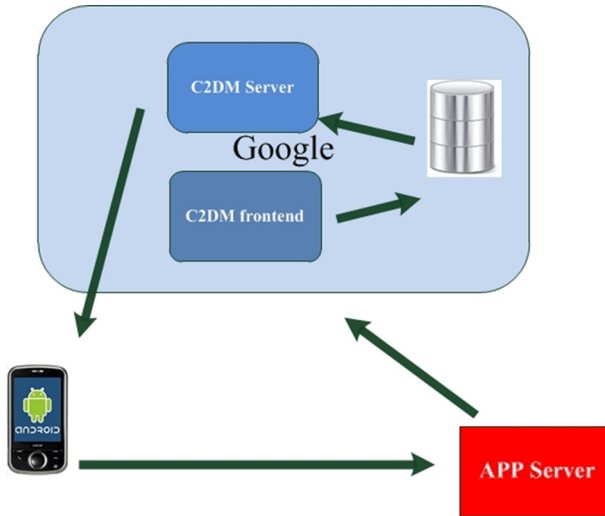 C2DM Server
Google
C2DM frontend
ANDROID
APP Server